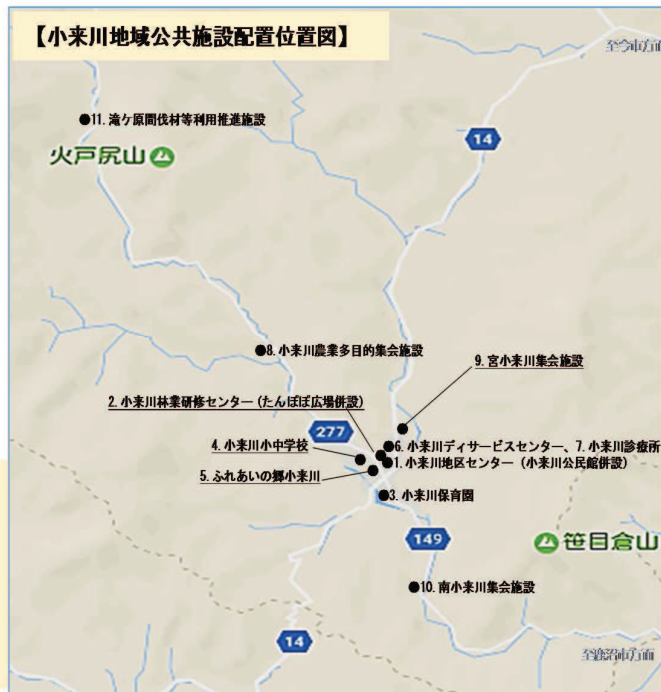 【小来川地域公共施設配置位置図】
至今市方面
●11. 滝ケ原間伐材等利用推進施設
火戸尻山
14
●8. 小来川農業多目的集会施設
9. 宮小来川集会施設
2. 小来川林業研修センター（たんぽぽ広場併設）
277
4. 小来川小中学校
●6. 小来川ディサービスセンター、7. 小来川診療所
●1. 小来川地区センター（小来川公民館併設）
5. ふれあいの郷小来川
●3. 小来川保育園
149
笹目倉山
●10. 南小来川集会施設
14
至鹿沼市方面